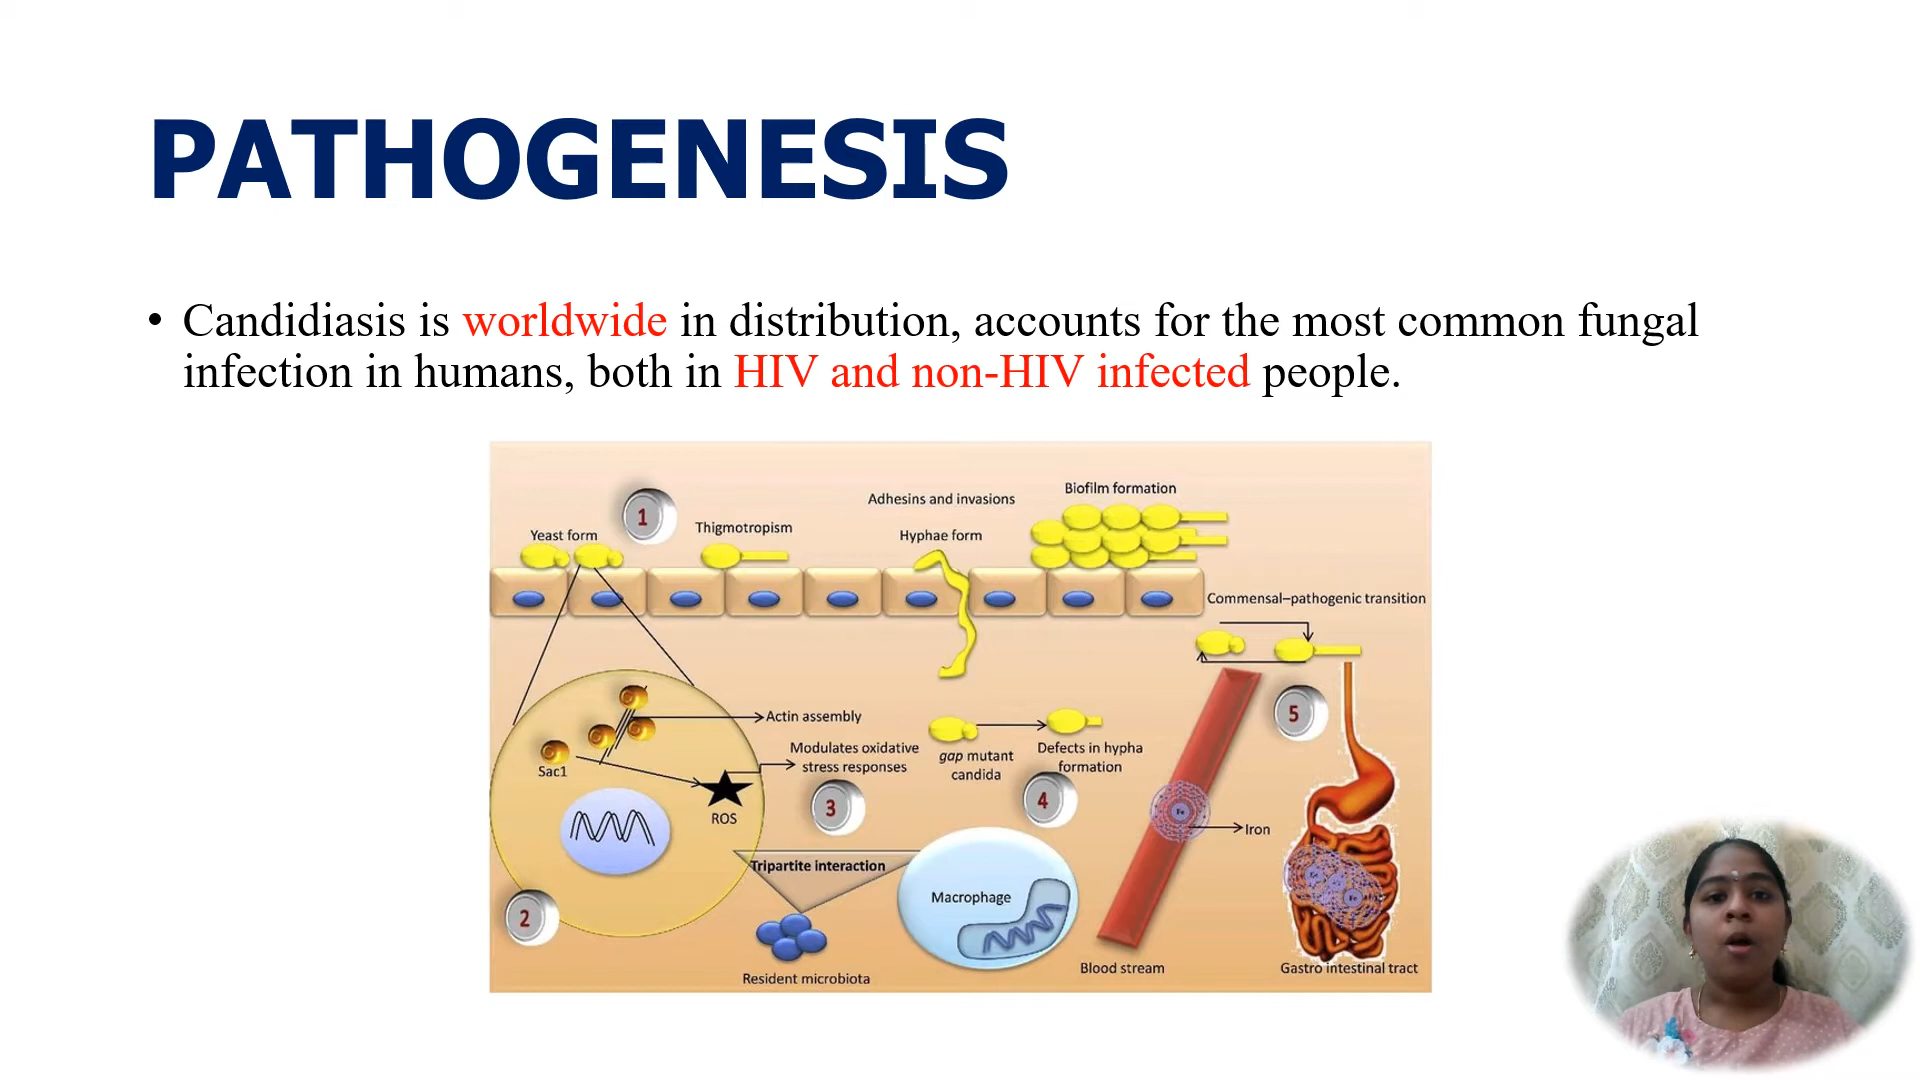 PATHOGENESIS
• Candidiasis is worldwide in distribution, accounts for the most common fungal
infection in humans, both in HIV and non-HIV infected people.
Biofilm formation
Adhesins and invasions
1
Thigmotropism
Yeast form
Hyphae form
Commensal–pathogenic transition
5
Actin assembly
Modulates oxidative
stress responses
gap mutant
candida
Defects in hypha
formation
Sac1
ROS
3
4
Fe
Iron
Tripartite interaction
Macrophage
2
Resident microbiota
Blood stream
Gastro intestinal tract